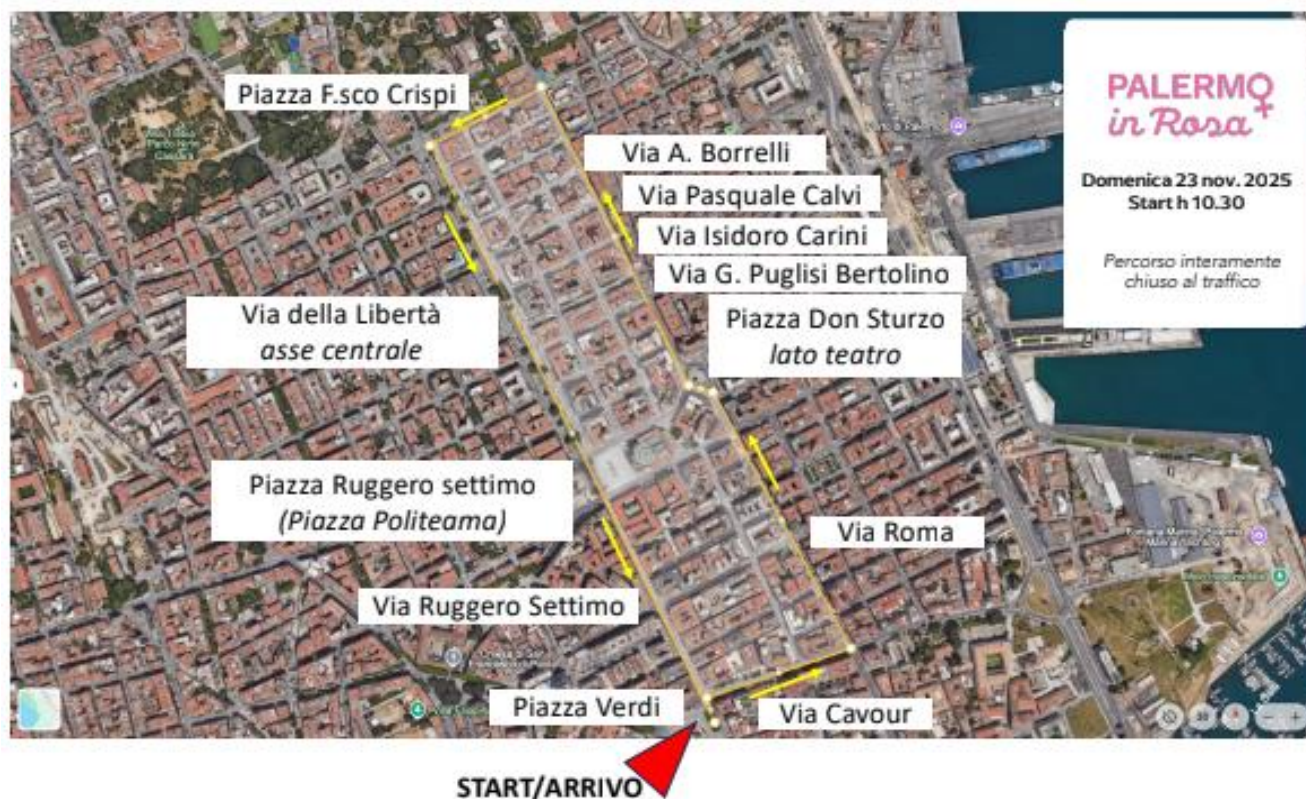 Piazza F.sco Crispi
Via A. Borrelli
Via Pasquale Calvi
Via Isidoro Carini
Via G. Puglisi Bertolino
Piazza Don Sturzo
lato teatro
Via della Libertà
asse centrale
Piazza Ruggero settimo
(Piazza Politeama)
Via Roma
Via Ruggero Settimo
Piazza Verdi
Via Cavour
START/ARRIVO
PALERMO
in Rosa
Domenica 23 nov. 2025
Start h 10.30
Percorso interamente
chiuso al traffico
3D